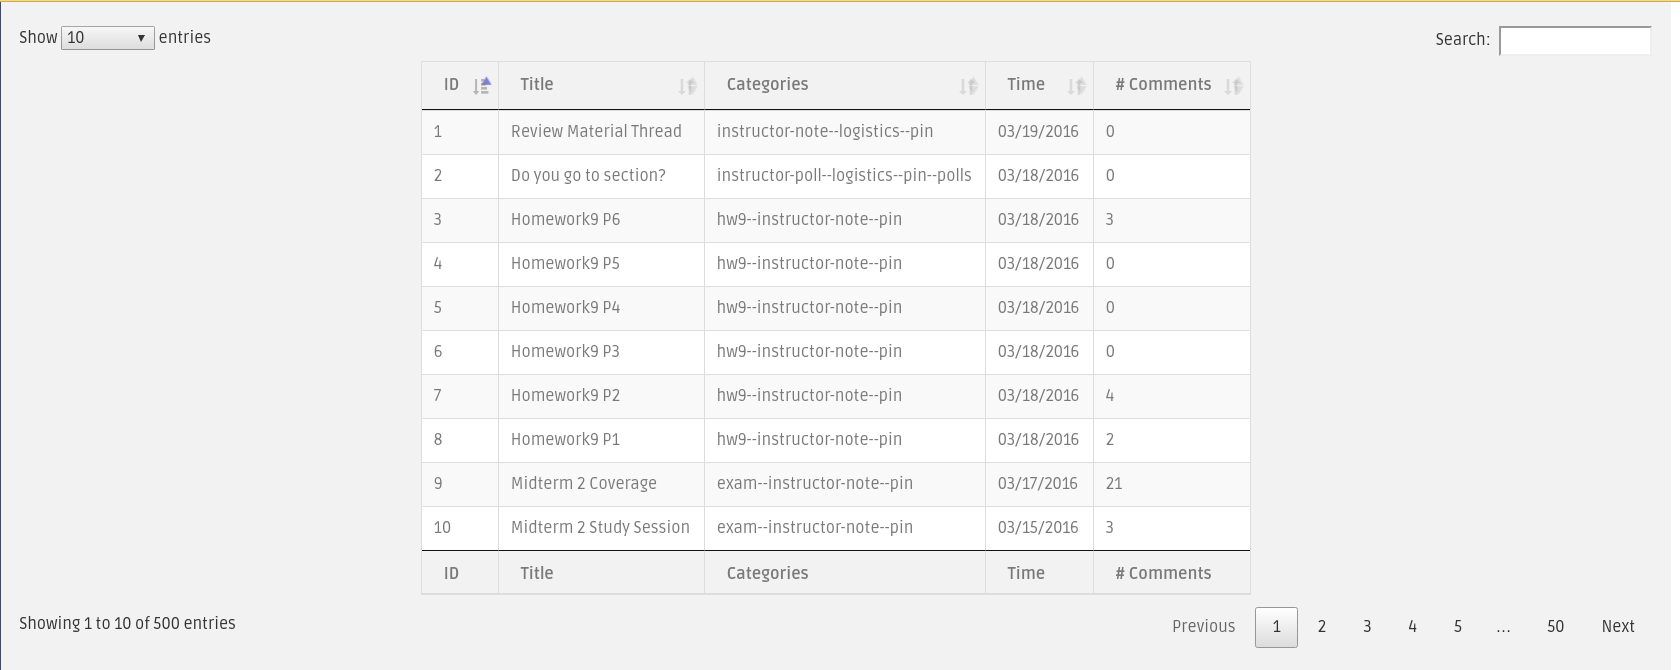 Show 10 entries Search:
ID Title Categories Time # Comments
1 Review Material Thread instructor-note--logistics--pin 03/19/2016 0
2 Do you go to section? instructor-poll--logistics--pin--polls 03/18/2016 0
3 Homework9 P6 hw9--instructor-note--pin 03/18/2016 3
4 Homework9 P5 hw9--instructor-note--pin 03/18/2016 0
5 Homework9 P4 hw9--instructor-note--pin 03/18/2016 0
6 Homework9 P3 hw9--instructor-note--pin 03/18/2016 0
7 Homework9 P2 hw9--instructor-note--pin 03/18/2016 4
8 Homework9 P1 hw9--instructor-note--pin 03/18/2016 2
9 Midterm 2 Coverage exam--instructor-note--pin 03/17/2016 21
10 Midterm 2 Study Session exam--instructor-note--pin 03/15/2016 3
ID Title Categories Time # Comments
Showing 1 to 10 of 500 entries Previous 1 2 3 4 5 … 50 Next